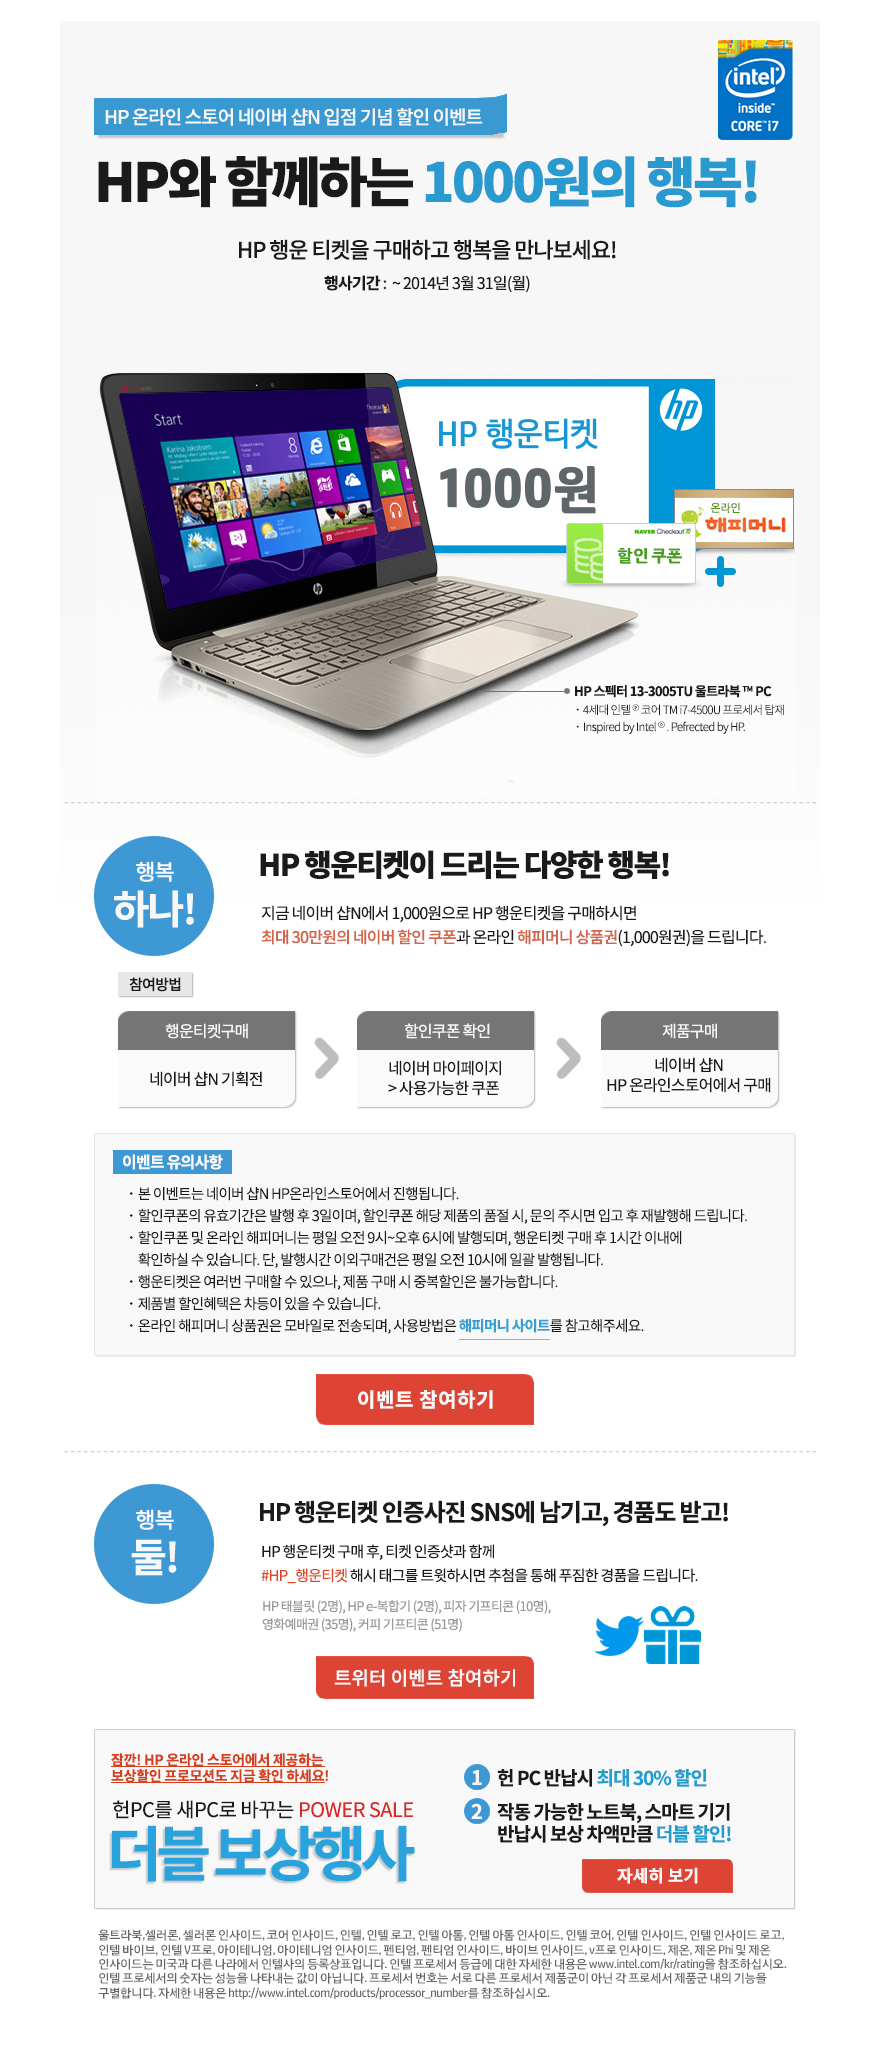 intel
inside™
CORE™ i7
HP 온라인 스토어 네이버 샵N 입점 기념 할인 이벤트
HP와 함께하는 1000원의 행복!
HP 행운 티켓을 구매하고 행복을 만나보세요!
행사기간 : ~ 2014년 3월 31일(월)
Start
hp
HP 행운티켓
1000원
온라인
해피머니
NAVER Checkout
할인 쿠폰
+
hp
HP 스펙터 13-3005TU 울트라북 ™ PC
· 4세대 인텔 ® 코어 TM i7-4500U 프로세서 탑재
· Inspired by Intel ® . Pefrected by HP.
행복
하나!
HP 행운티켓이 드리는 다양한 행복!
지금 네이버 샵N에서 1,000원으로 HP 행운티켓을 구매하시면
최대 30만원의 네이버 할인 쿠폰과 온라인 해피머니 상품권(1,000원권)을 드립니다.
참여방법
행운티켓구매
네이버 샵N 기획전
할인쿠폰 확인
네이버 마이페이지
> 사용가능한 쿠폰
제품구매
네이버 샵N
HP 온라인스토어에서 구매
이벤트 유의사항
· 본 이벤트는 네이버 샵N HP온라인스토어에서 진행됩니다.
· 할인쿠폰의 유효기간은 발행 후 3일이며, 할인쿠폰 해당 제품의 품절 시, 문의 주시면 입고 후 재발행해 드립니다.
· 할인쿠폰 및 온라인 해피머니는 평일 오전 9시~오후 6시에 발행되며, 행운티켓 구매 후 1시간 이내에
확인하실 수 있습니다. 단, 발행시간 이외구매건은 평일 오전 10시에 일괄 발행됩니다.
· 행운티켓은 여러번 구매할 수 있으나, 제품 구매 시 중복할인은 불가능합니다.
· 제품별 할인혜택은 차등이 있을 수 있습니다.
· 온라인 해피머니 상품권은 모바일로 전송되며, 사용방법은 해피머니 사이트를 참고해주세요.
이벤트 참여하기
행복
둘!
HP 행운티켓 인증사진 SNS에 남기고, 경품도 받고!
HP 행운티켓 구매 후, 티켓 인증샷과 함께
#HP_행운티켓 해시 태그를 트윗하시면 추첨을 통해 푸짐한 경품을 드립니다.
HP 태블릿 (2명), HP e-복합기 (2명), 피자 기프티콘 (10명),
영화예매권 (35명), 커피 기프티콘 (51명)
트위터 이벤트 참여하기
잠깐! HP 온라인 스토어에서 제공하는
보상할인 프로모션도 지금 확인 하세요!
헌PC를 새PC로 바꾸는 POWER SALE
더블 보상행사
1 헌 PC 반납시 최대 30% 할인
2 작동 가능한 노트북, 스마트 기기
반납시 보상 차액만큼 더블 할인!
자세히 보기
울트라북,셀러론, 셀러론 인사이드, 코어 인사이드, 인텔, 인텔 로고, 인텔 아톰, 인텔 아톰 인사이드, 인텔 코어, 인텔 인사이드, 인텔 인사이드 로고,
인텔 바이브, 인텔 V프로, 아이테니엄, 아이테니엄 인사이드, 펜티엄, 펜티엄 인사이드, 바이브 인사이드, v프로 인사이드, 제온, 제온 Phi 및 제온
인사이드는 미국과 다른 나라에서 인텔사의 등록상표입니다. 인텔 프로세서 등급에 대한 자세한 내용은 www.intel.com/kr/rating을 참조하십시오.
인텔 프로세서의 숫자는 성능을 나타내는 값이 아닙니다. 프로세서 번호는 서로 다른 프로세서 제품군이 아닌 각 프로세서 제품군 내의 기능을
구별합니다. 자세한 내용은 http://www.intel.com/products/processor_number를 참조하십시오.